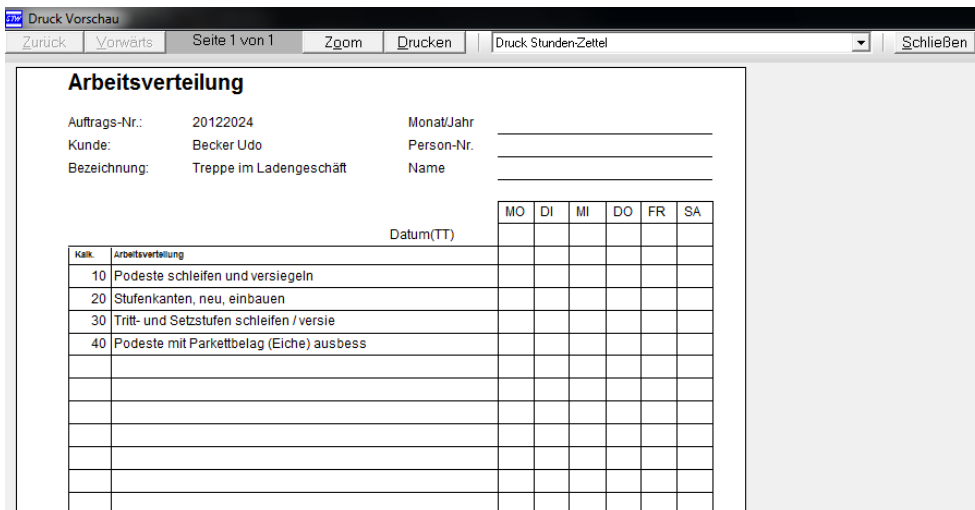 STW Druck Vorschau
Zurück Vorwärts Seite 1 von 1 Zoom Drucken Druck Stunden-Zettel Schließen
Arbeitsverteilung
Auftrags-Nr.: 20122024 Monat/Jahr
Kunde: Becker Udo Person-Nr.
Bezeichnung: Treppe im Ladengeschäft Name
MO DI MI DO FR SA
Datum(TT)
Kalk. Arbeitsverteilung
10 Podeste schleifen und versiegeln
20 Stufenkanten, neu, einbauen
30 Tritt- und Setzstufen schleifen / versie
40 Podeste mit Parkettbelag (Eiche) ausbess